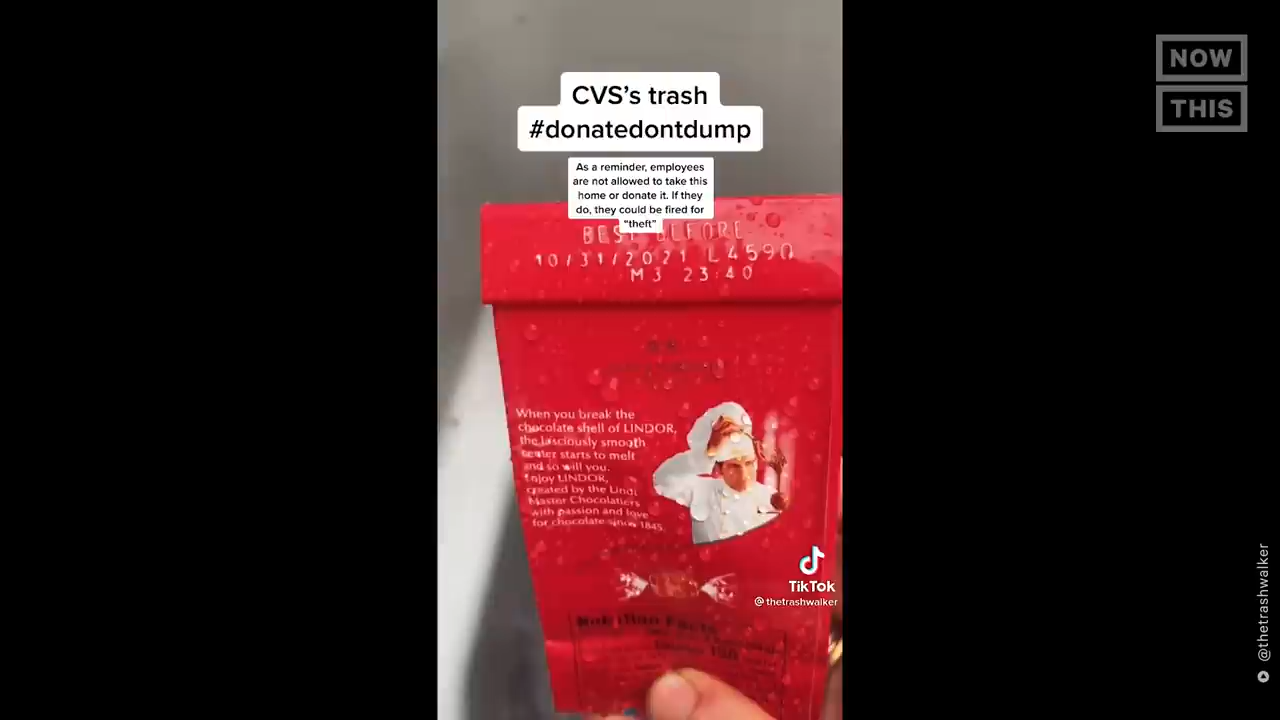 NOW
THIS
CVS’s trash
#donatedontdump
As a reminder, employees
are not allowed to take this
home or donate it. If they
do, they could be fired for
“theft”
BEST BEFORE
10/31/2021 L4590
M3 23:40
When you break the
chocolate shell of LINDOR,
the lasciously smooth
center starts to melt
and so will you.
Enjoy LINDOR,
created by the Lindt
Master Chocolatiers
with passion and love
for chocolate since 1845.
Nutrition Facts
TikTok
@thetrashwalker
@thetrashwalker